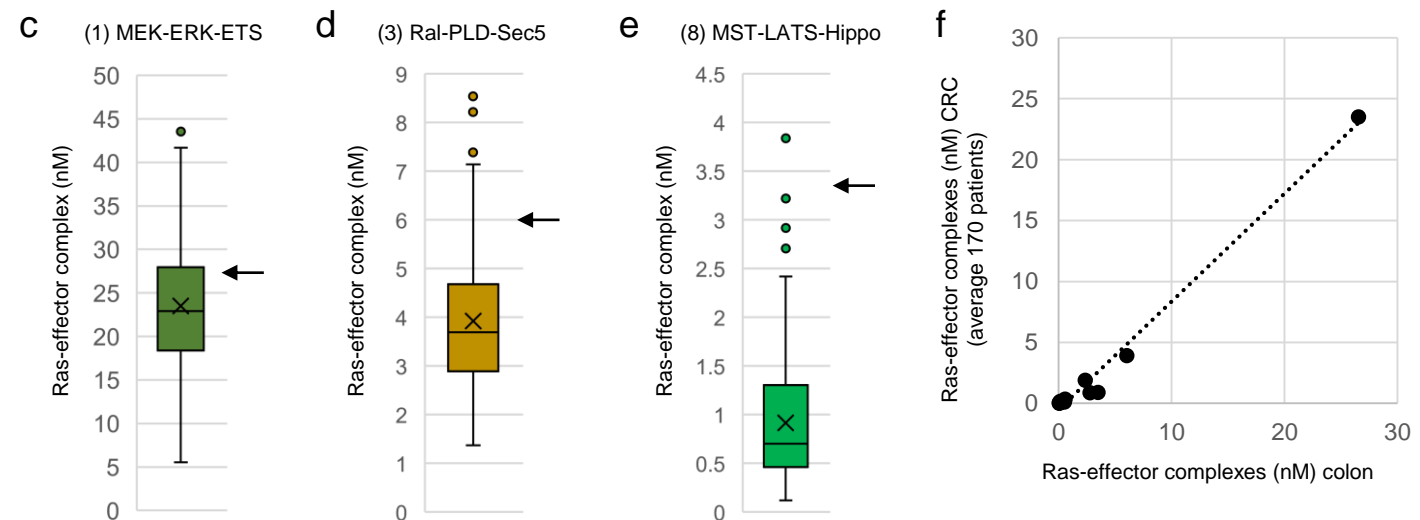 c
(1) MEK-ERK-ETS
Ras-effector complex (nM)
50
45
40
35
30
25
20
15
10
5
0
d
(3) Ral-PLD-Sec5
Ras-effector complex (nM)
9
8
7
6
5
4
3
2
1
0
e
(8) MST-LATS-Hippo
Ras-effector complex (nM)
4.5
4
3.5
3
2.5
2
1.5
1
0.5
0
f
Ras-effector complexes (nM) CRC
(average 170 patients)
30
25
20
15
10
5
0
0 10 20 30
Ras-effector complexes (nM) colon